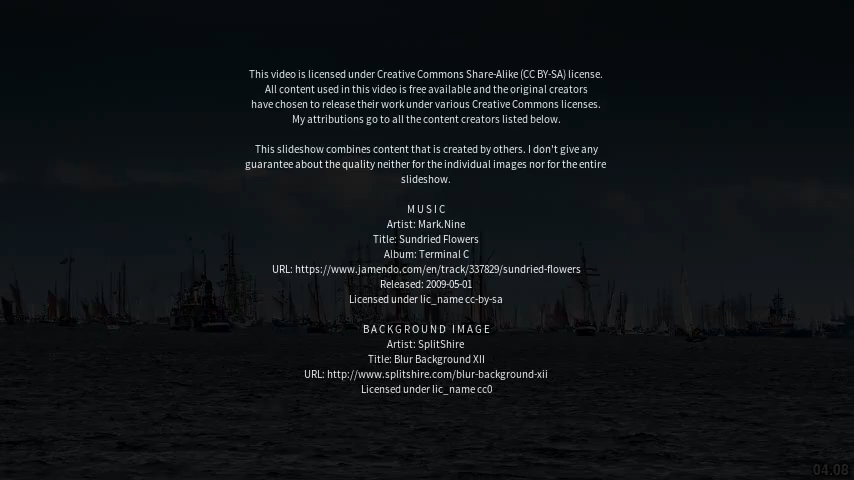 This video is licensed under Creative Commons Share-Alike (CC BY-SA) license.
All content used in this video is free available and the original creators
have chosen to release their work under various Creative Commons licenses.
My attributions go to all the content creators listed below.
This slideshow combines content that is created by others. I don't give any
guarantee about the quality neither for the individual images nor for the entire
slideshow.
MUSIC
Artist: Mark.Nine
Title: Sundried Flowers
Album: Terminal C
URL: https://www.jamendo.com/en/track/337829/sundried-flowers
Released: 2009-05-01
Licensed under lic_name cc-by-sa
BACKGROUND IMAGE
Artist: SplitShire
Title: Blur Background XII
URL: http://www.splitshire.com/blur-background-xii
Licensed under lic_name cc0
04.08